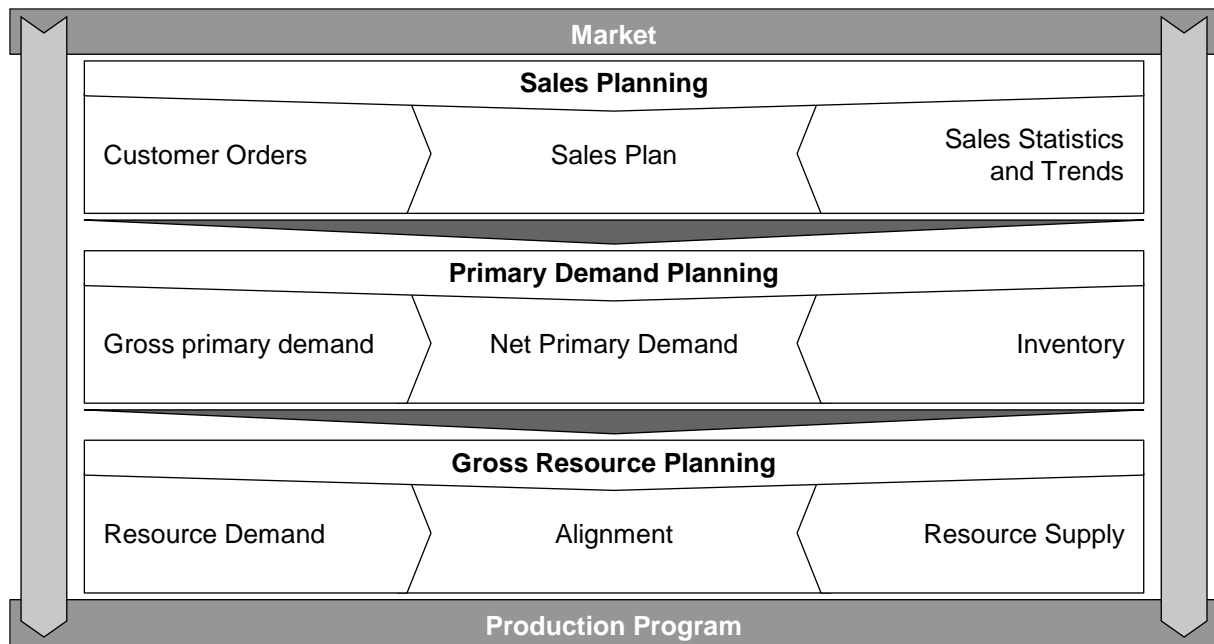 Market
Sales Planning
Customer Orders
Sales Plan
Sales Statistics
and Trends
Primary Demand Planning
Gross primary demand
Net Primary Demand
Inventory
Gross Resource Planning
Resource Demand
Alignment
Resource Supply
Production Program